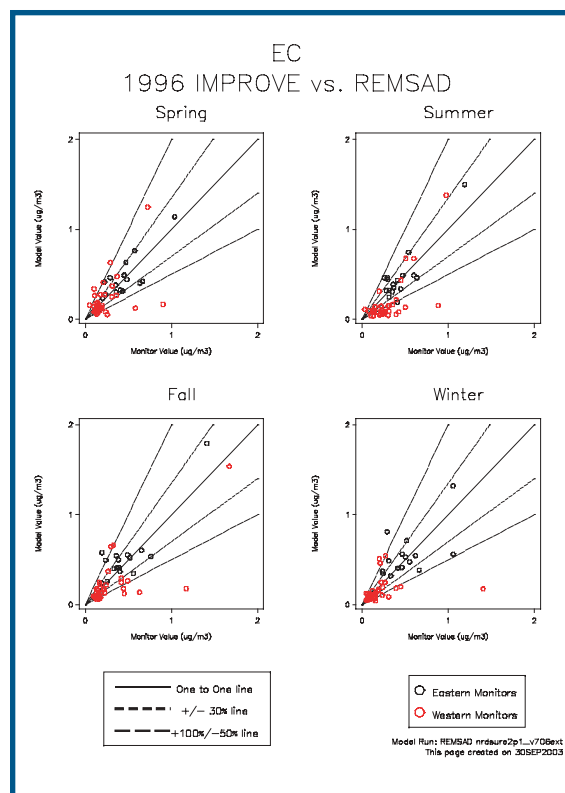 EC
1996 IMPROVE vs. REMSAD
Spring
Model Value (ug/m3)
2
1
0
0 1 2
Monitor Value (ug/m3)
Summer
Model Value (ug/m3)
2
1
0
0 1 2
Monitor Value (ug/m3)
Fall
Model Value (ug/m3)
2
1
0
0 1 2
Monitor Value (ug/m3)
Winter
Model Value (ug/m3)
2
1
0
0 1 2
Monitor Value (ug/m3)
One to One line
+/- 30% line
+100%/-50% line
Eastern Monitors
Western Monitors
Model Run: REMSAD nrdsure2p1_v706ext
This page created on 30SEP2003